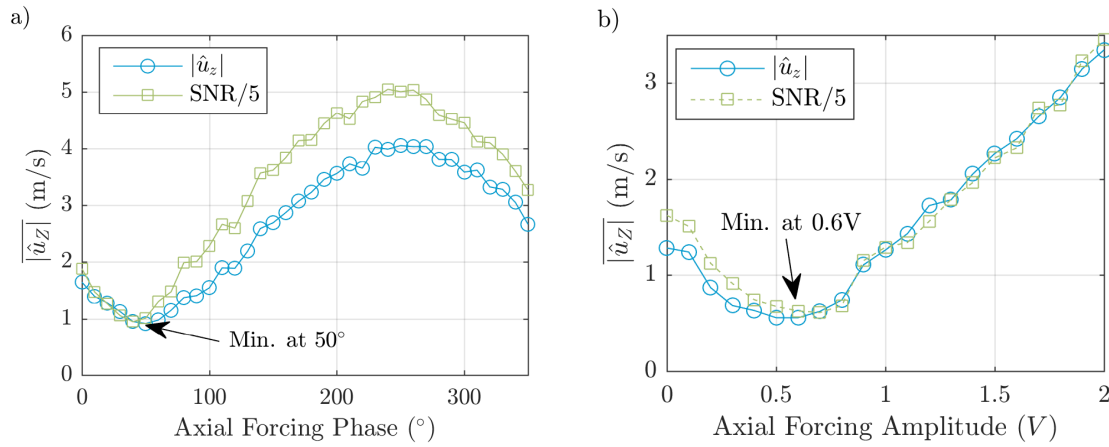 a)
6
5
4
3
2
1
0
|û_z|
SNR/5
Min. at 50°
0 100 200 300
Axial Forcing Phase (°)
|û_Z| (m/s)
b)
3
2
1
0
|û_z|
SNR/5
Min. at 0.6V
0 0.5 1 1.5 2
Axial Forcing Amplitude (V)
|û_Z| (m/s)